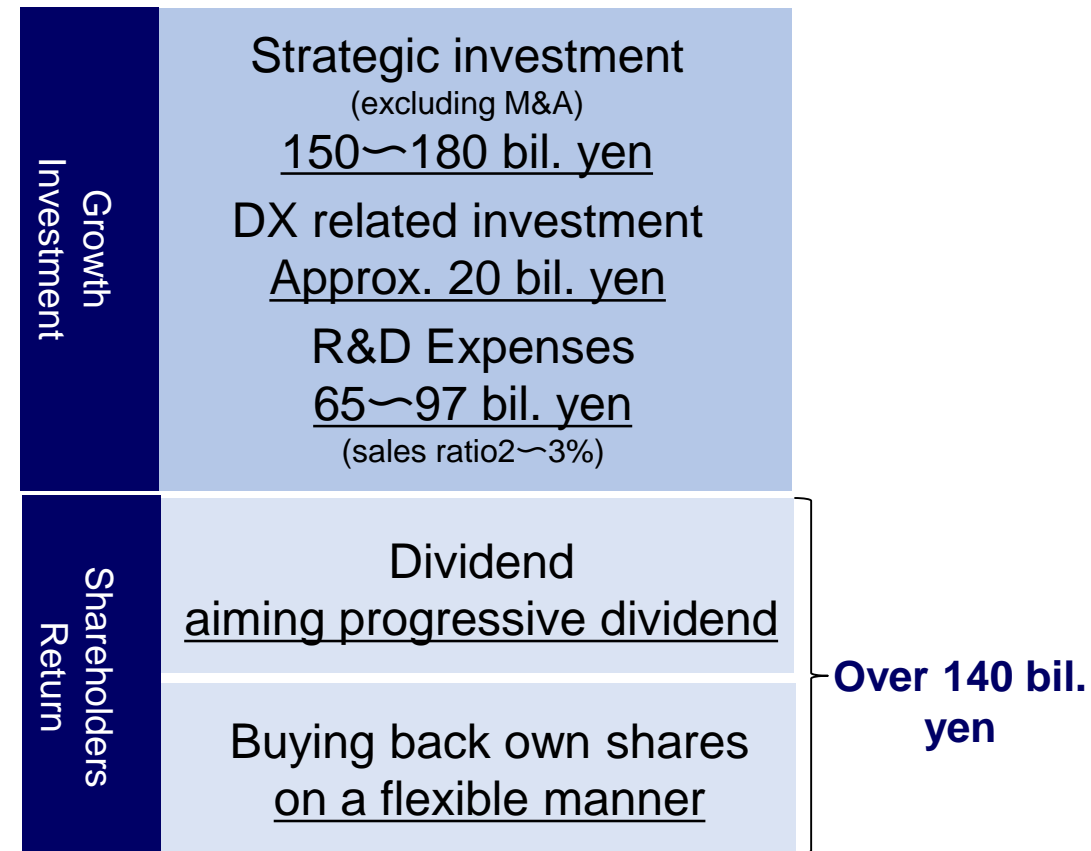 Growth
Investment
Strategic investment
(excluding M&A)
150〜180 bil. yen
DX related investment
Approx. 20 bil. yen
R&D Expenses
65〜97 bil. yen
(sales ratio2〜3%)
Shareholders
Return
Dividend
aiming progressive dividend
Buying back own shares
on a flexible manner
Over 140 bil.
yen